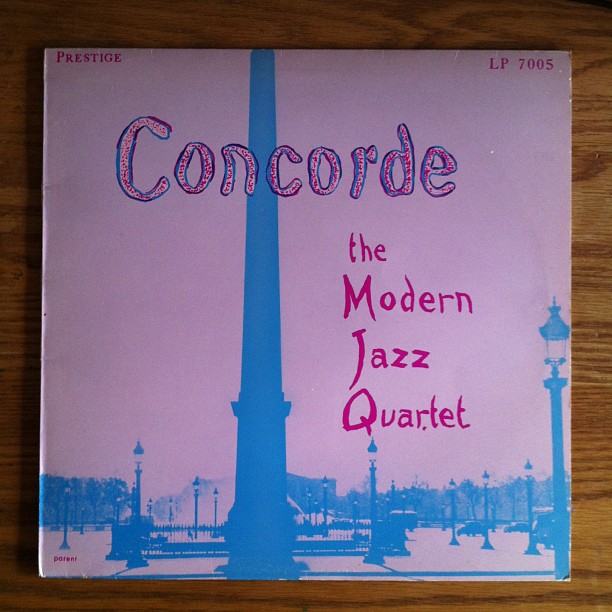 PRESTIGE
LP 7005
Concorde
the
Modern
Jazz
Quartet
parent